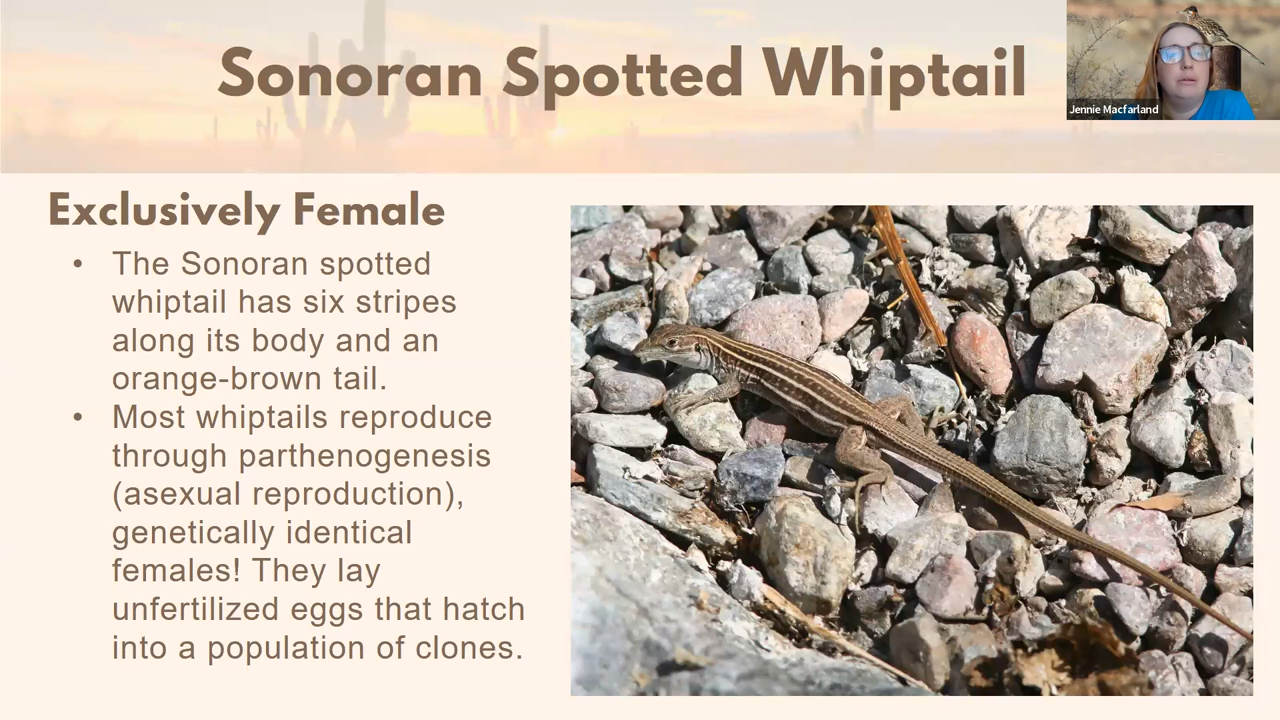 Sonoran Spotted Whiptail
Jennie Macfarland
Exclusively Female
• The Sonoran spotted
whiptail has six stripes
along its body and an
orange-brown tail.
• Most whiptails reproduce
through parthenogenesis
(asexual reproduction),
genetically identical
females! They lay
unfertilized eggs that hatch
into a population of clones.